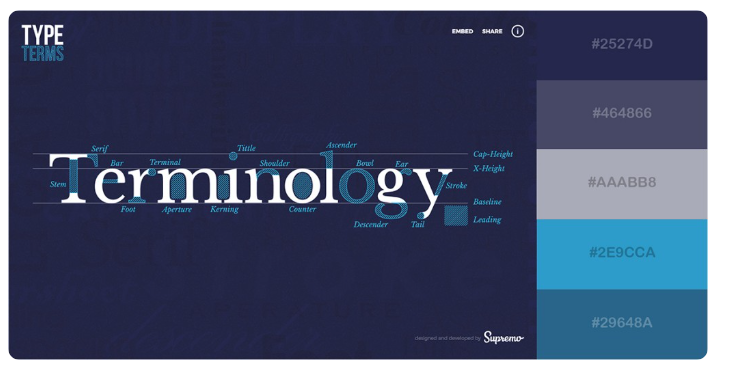 TYPE
TERMS
EMBED SHARE i
Serif
Tittle
Ascender
Cap-Height
Bar
Terminal
Shoulder
Bowl
Ear
X-Height
Stem
Terminology
Stroke
Baseline
Foot
Aperture
Kerning
Counter
Descender
Tail
Leading
designed and developed by Supremo
#25274D
#464866
#AAABB8
#2E9CCA
#29648A